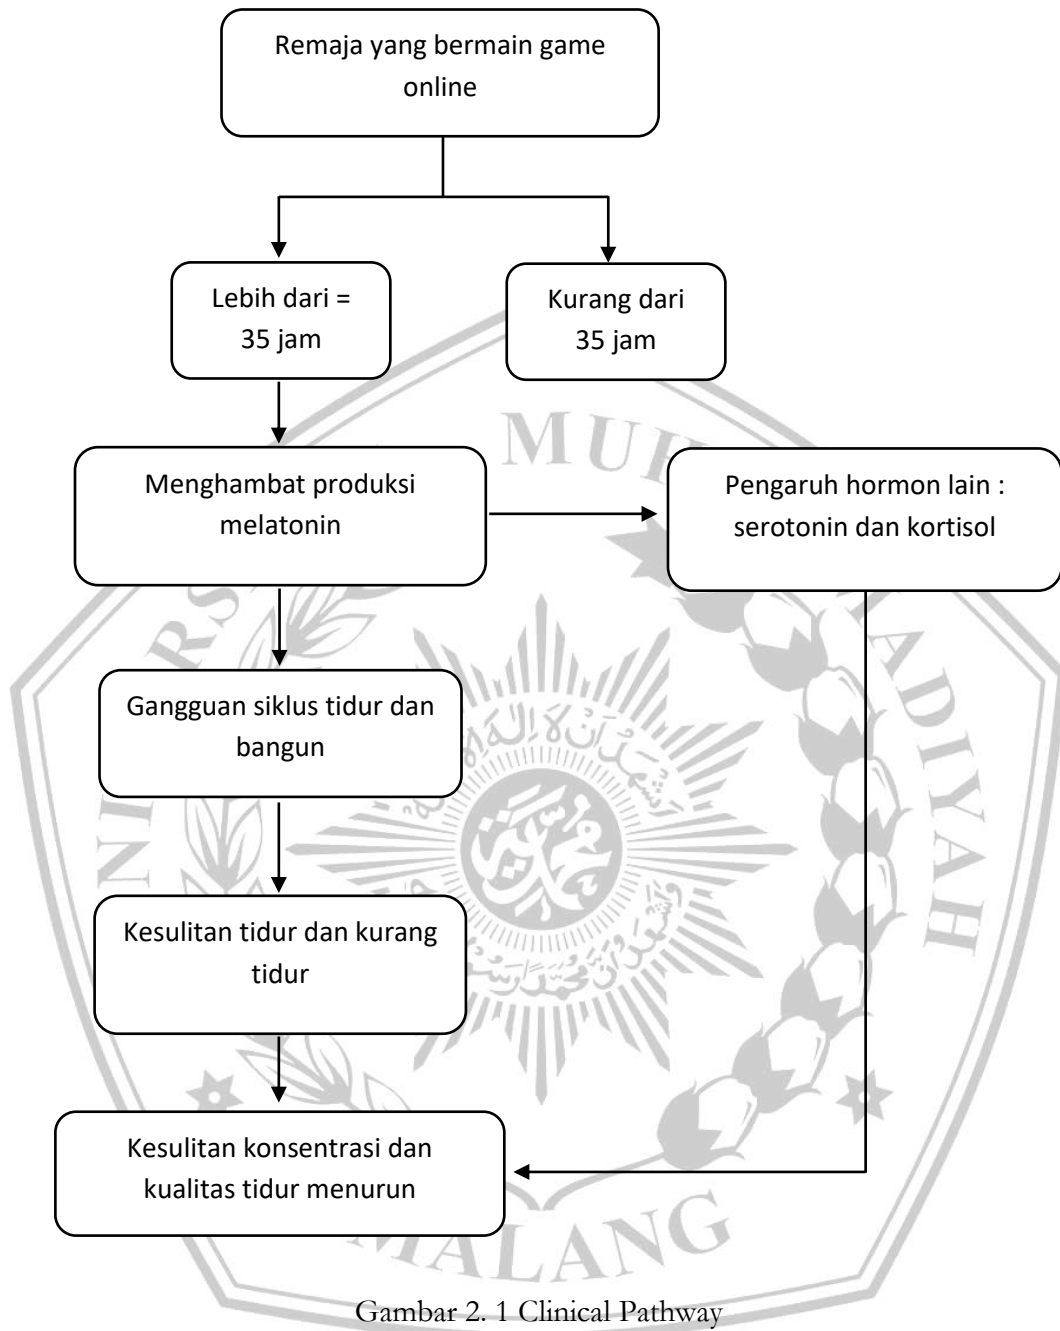 Remaja yang bermain game
online
Lebih dari =
35 jam
Kurang dari
35 jam
Menghambat produksi
melatonin
Pengaruh hormon lain :
serotonin dan kortisol
Gangguan siklus tidur dan
bangun
Kesulitan tidur dan kurang
tidur
Kesulitan konsentrasi dan
kualitas tidur menurun
MALANG
Gambar 2. 1 Clinical Pathway